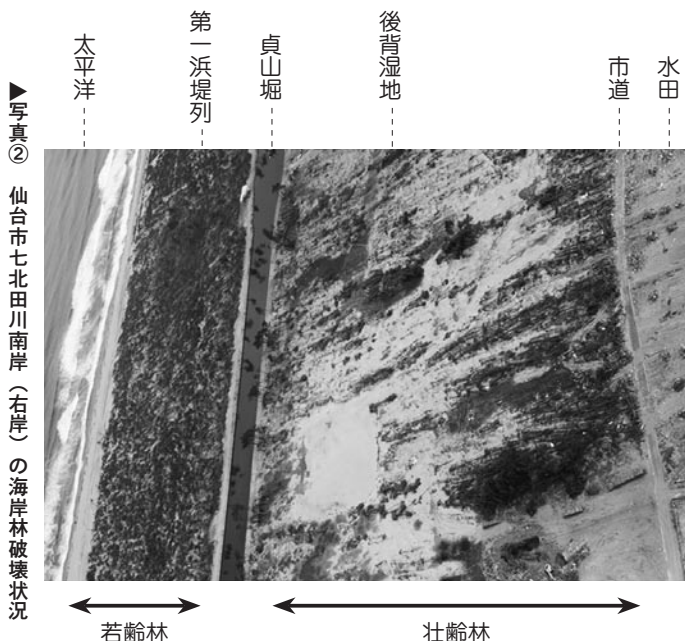 ▶写真② 仙台市七北田川南岸（右岸）の海岸林破壊状況
太平洋
第一浜堤列
貞山堀
後背湿地
市道
水田
若齢林
壮齢林